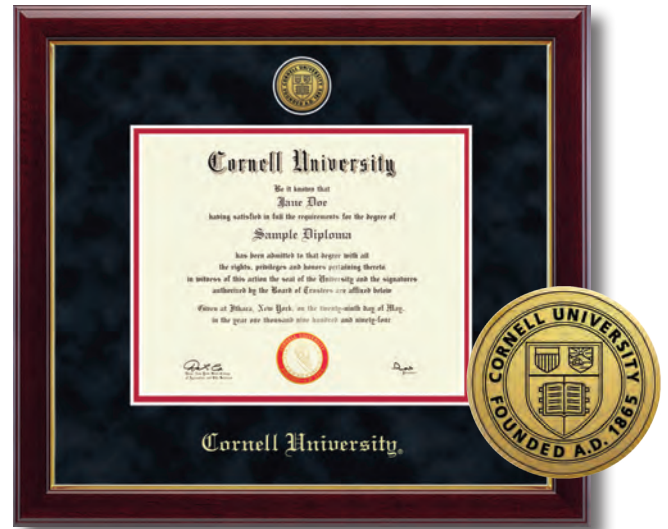 CORNELL UNIVERSITY
FOUNDED A.D. 1865
Cornell University
Be it known that
Jane Doe
having satisfied in full the requirements for the degree of
Sample Diploma
has been admitted to that degree with all
the rights, privileges and honors pertaining thereto
in witness of this action the seal of the University and the signatures
authorized by the Board of Trustees are affixed below
Given at Ithaca, New York, on the twenty-ninth day of May,
in the year one thousand nine hundred and ninety-four
Cornell University®
CORNELL UNIVERSITY
FOUNDED A.D. 1865